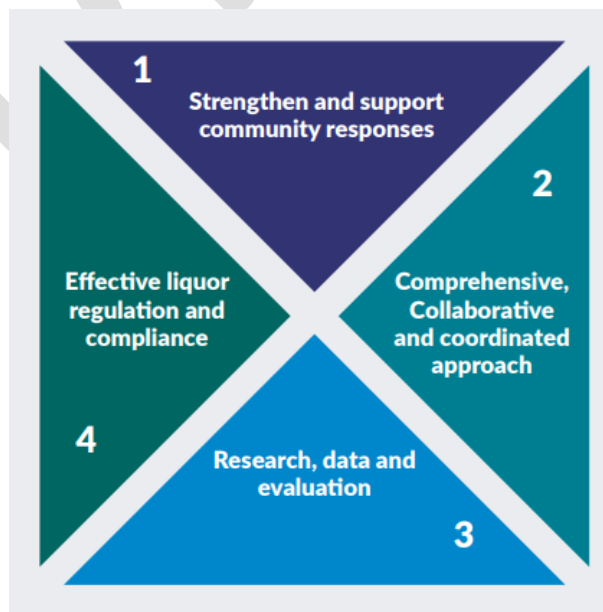 1
Strengthen and support
community responses
2
Comprehensive,
Collaborative
and coordinated
approach
Research, data and
evaluation
3
Effective liquor
regulation and
compliance
4